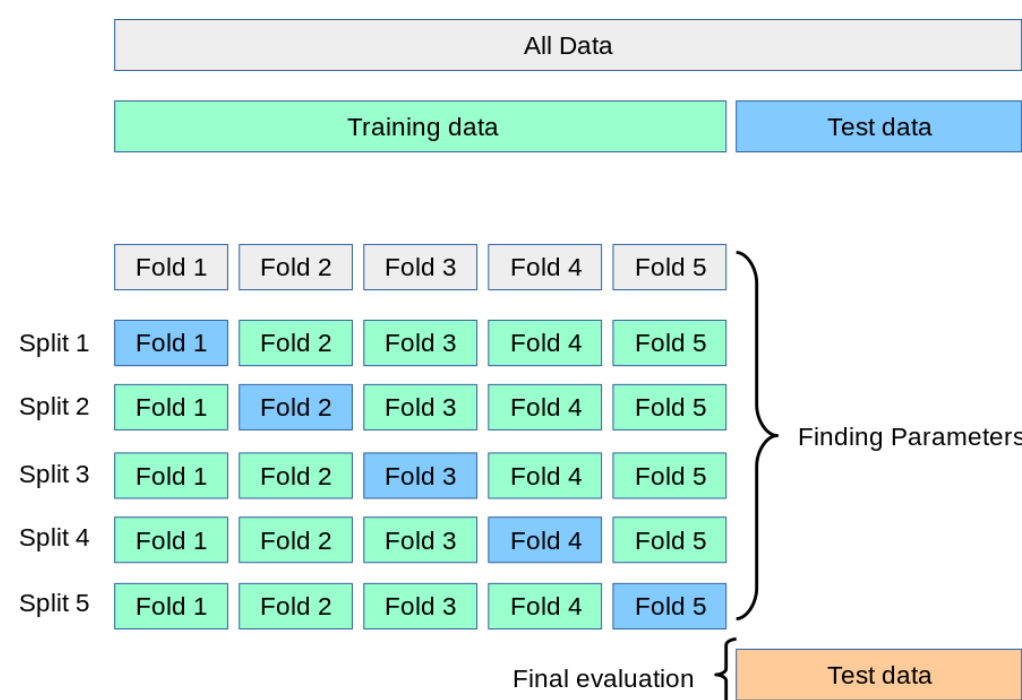 All Data
Training data Test data
Fold 1 Fold 2 Fold 3 Fold 4 Fold 5
Split 1 Fold 1 Fold 2 Fold 3 Fold 4 Fold 5
Split 2 Fold 1 Fold 2 Fold 3 Fold 4 Fold 5
Finding Parameters
Split 3 Fold 1 Fold 2 Fold 3 Fold 4 Fold 5
Split 4 Fold 1 Fold 2 Fold 3 Fold 4 Fold 5
Split 5 Fold 1 Fold 2 Fold 3 Fold 4 Fold 5
Final evaluation Test data